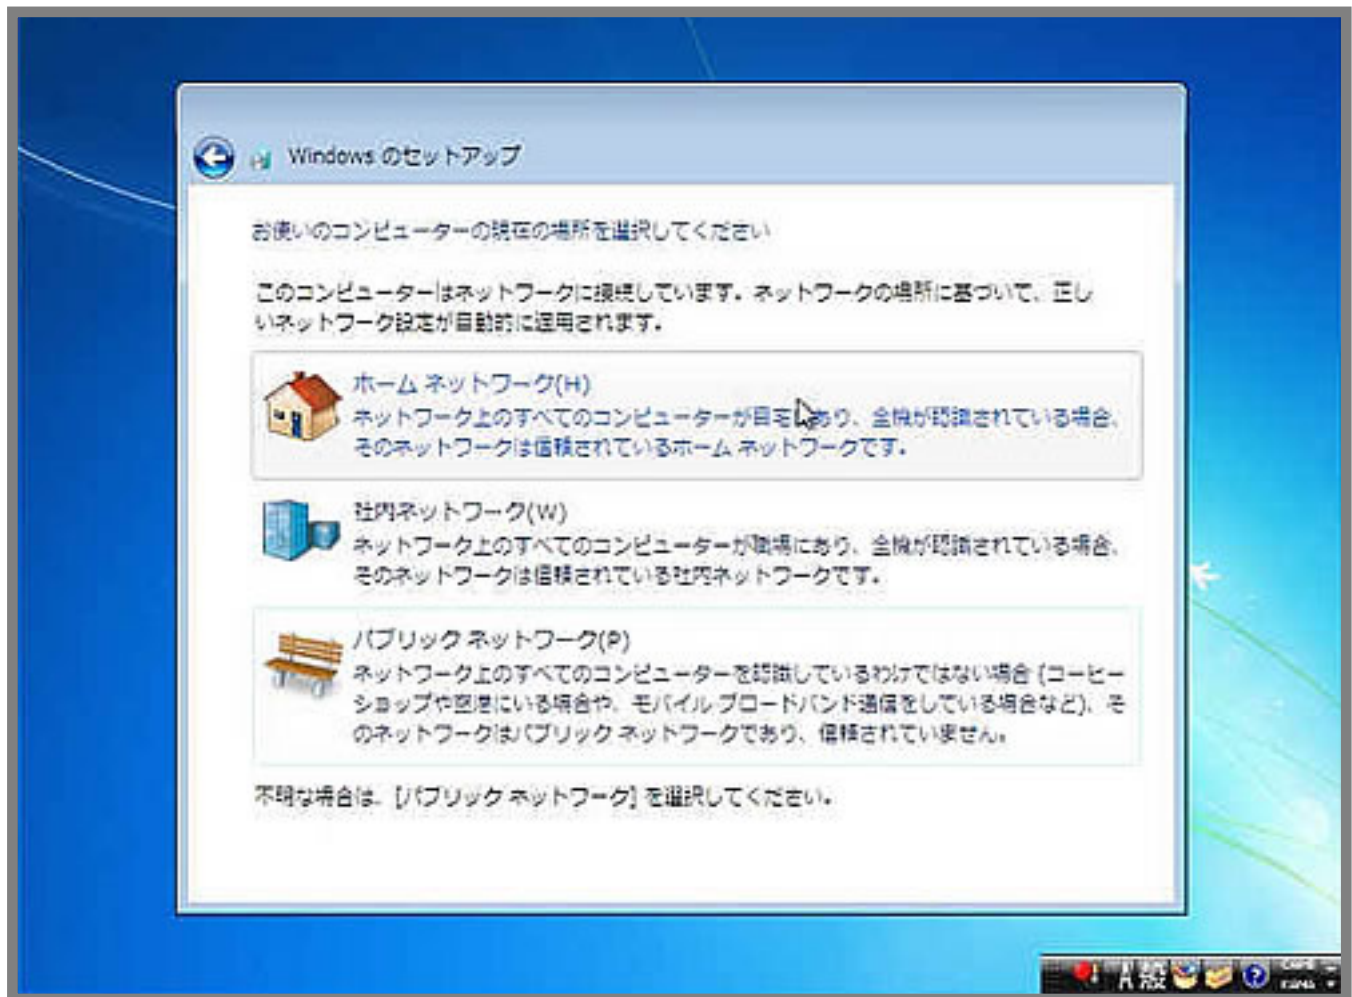 Windows のセットアップ
お使いのコンピューターの現在の場所を選択してください
このコンピューターはネットワークに接続しています。ネットワークの場所に基づいて、正し
いネットワーク設定が自動的に適用されます。
ホーム ネットワーク(H)
ネットワーク上のすべてのコンピューターが自宅にあり、全機が認識されている場合、
そのネットワークは信頼されているホーム ネットワークです。
社内ネットワーク(W)
ネットワーク上のすべてのコンピューターが職場にあり、全機が認識されている場合、
そのネットワークは信頼されている社内ネットワークです。
パブリック ネットワーク(P)
ネットワーク上のすべてのコンピューターを認識しているわけではない場合 (コーヒー
ショップや空港にいる場合や、モバイル ブロードバンド通信をしている場合など)、そ
のネットワークはパブリック ネットワークであり、信頼されていません。
不明な場合は、[パブリック ネットワーク] を選択してください。
A 般
CAPS
KANA